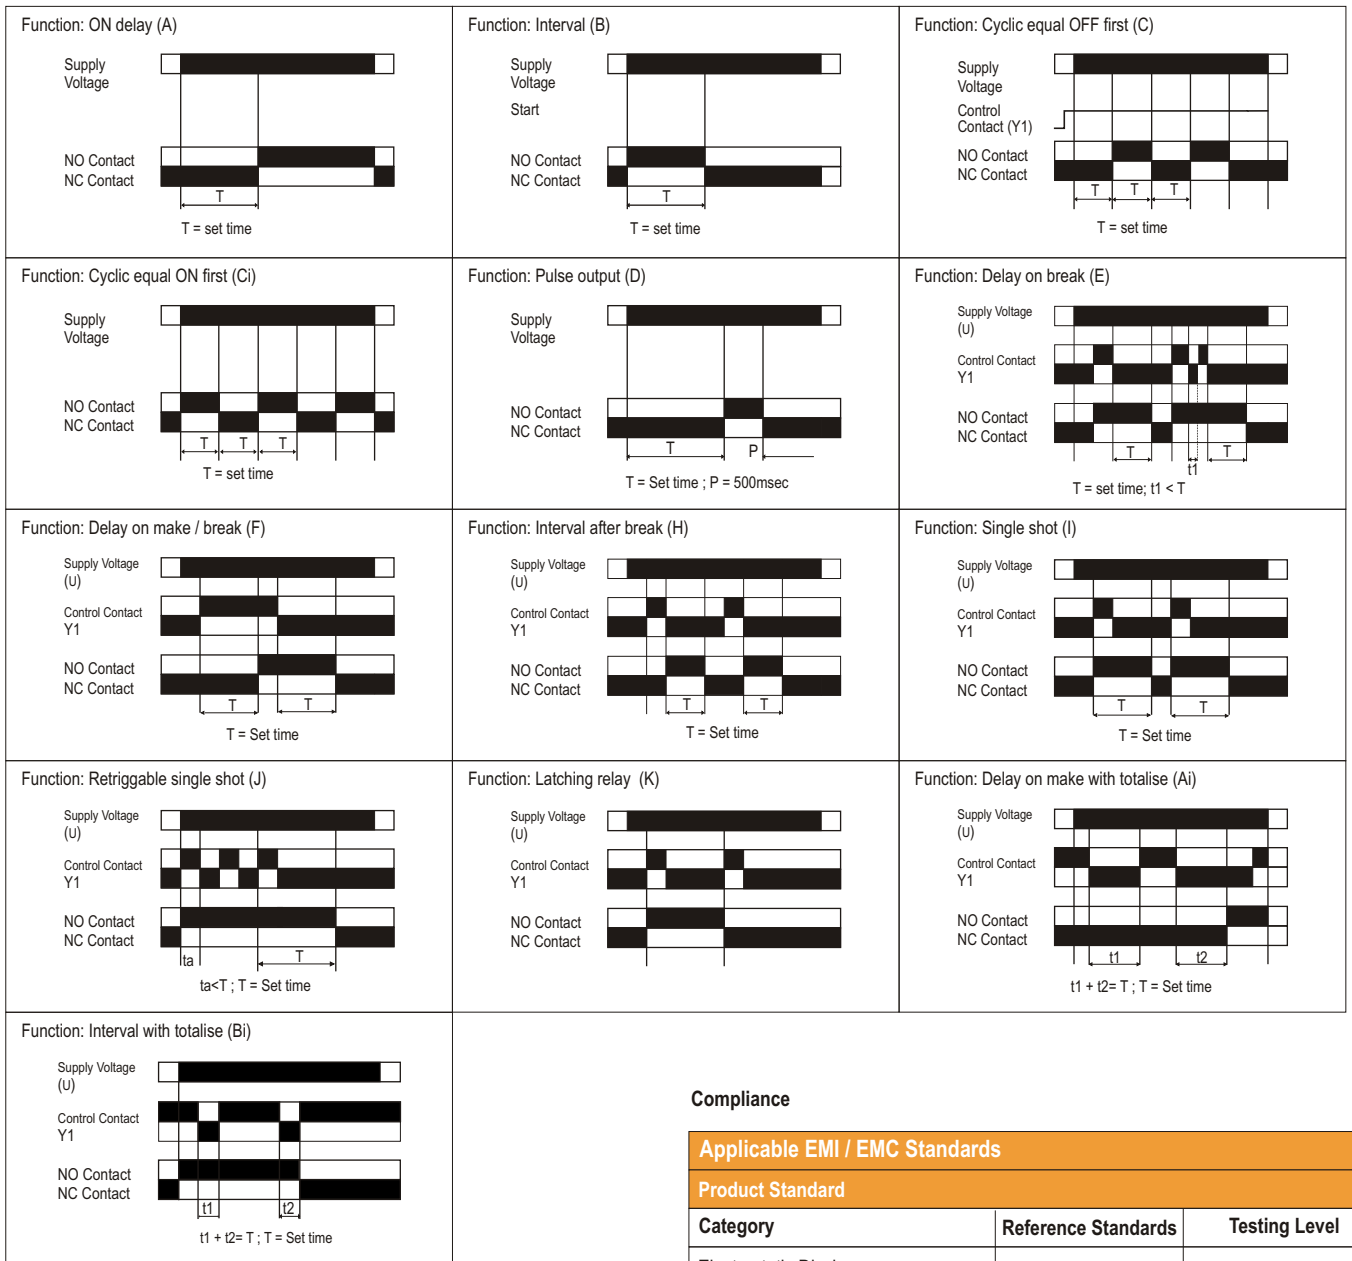 Function: ON delay (A)
Supply
Voltage
NO Contact
NC Contact
T
T = set time
Function: Interval (B)
Supply
Voltage
Start
NO Contact
NC Contact
T
T = set time
Function: Cyclic equal OFF first (C)
Supply
Voltage
Control
Contact (Y1)
NO Contact
NC Contact
T T T
T = set time
Function: Cyclic equal ON first (Ci)
Supply
Voltage
NO Contact
NC Contact
T T T
T = set time
Function: Pulse output (D)
Supply
Voltage
NO Contact
NC Contact
T P
T = Set time ; P = 500msec
Function: Delay on break (E)
Supply Voltage
(U)
Control Contact
Y1
NO Contact
NC Contact
T t1 T
T = set time; t1 < T
Function: Delay on make / break (F)
Supply Voltage
(U)
Control Contact
Y1
NO Contact
NC Contact
T T
T = Set time
Function: Interval after break (H)
Supply Voltage
(U)
Control Contact
Y1
NO Contact
NC Contact
T T
T = Set time
Function: Single shot (I)
Supply Voltage
(U)
Control Contact
Y1
NO Contact
NC Contact
T T
T = Set time
Function: Retriggable single shot (J)
Supply Voltage
(U)
Control Contact
Y1
NO Contact
NC Contact
ta T
ta<T ; T = Set time
Function: Latching relay (K)
Supply Voltage
(U)
Control Contact
Y1
NO Contact
NC Contact
Function: Delay on make with totalise (Ai)
Supply Voltage
(U)
Control Contact
Y1
NO Contact
NC Contact
t1 t2
t1 + t2= T ; T = Set time
Function: Interval with totalise (Bi)
Supply Voltage
(U)
Control Contact
Y1
NO Contact
NC Contact
t1 t2
t1 + t2= T ; T = Set time
Compliance
Applicable EMI / EMC Standards
Product Standard
Category Reference Standards Testing Level